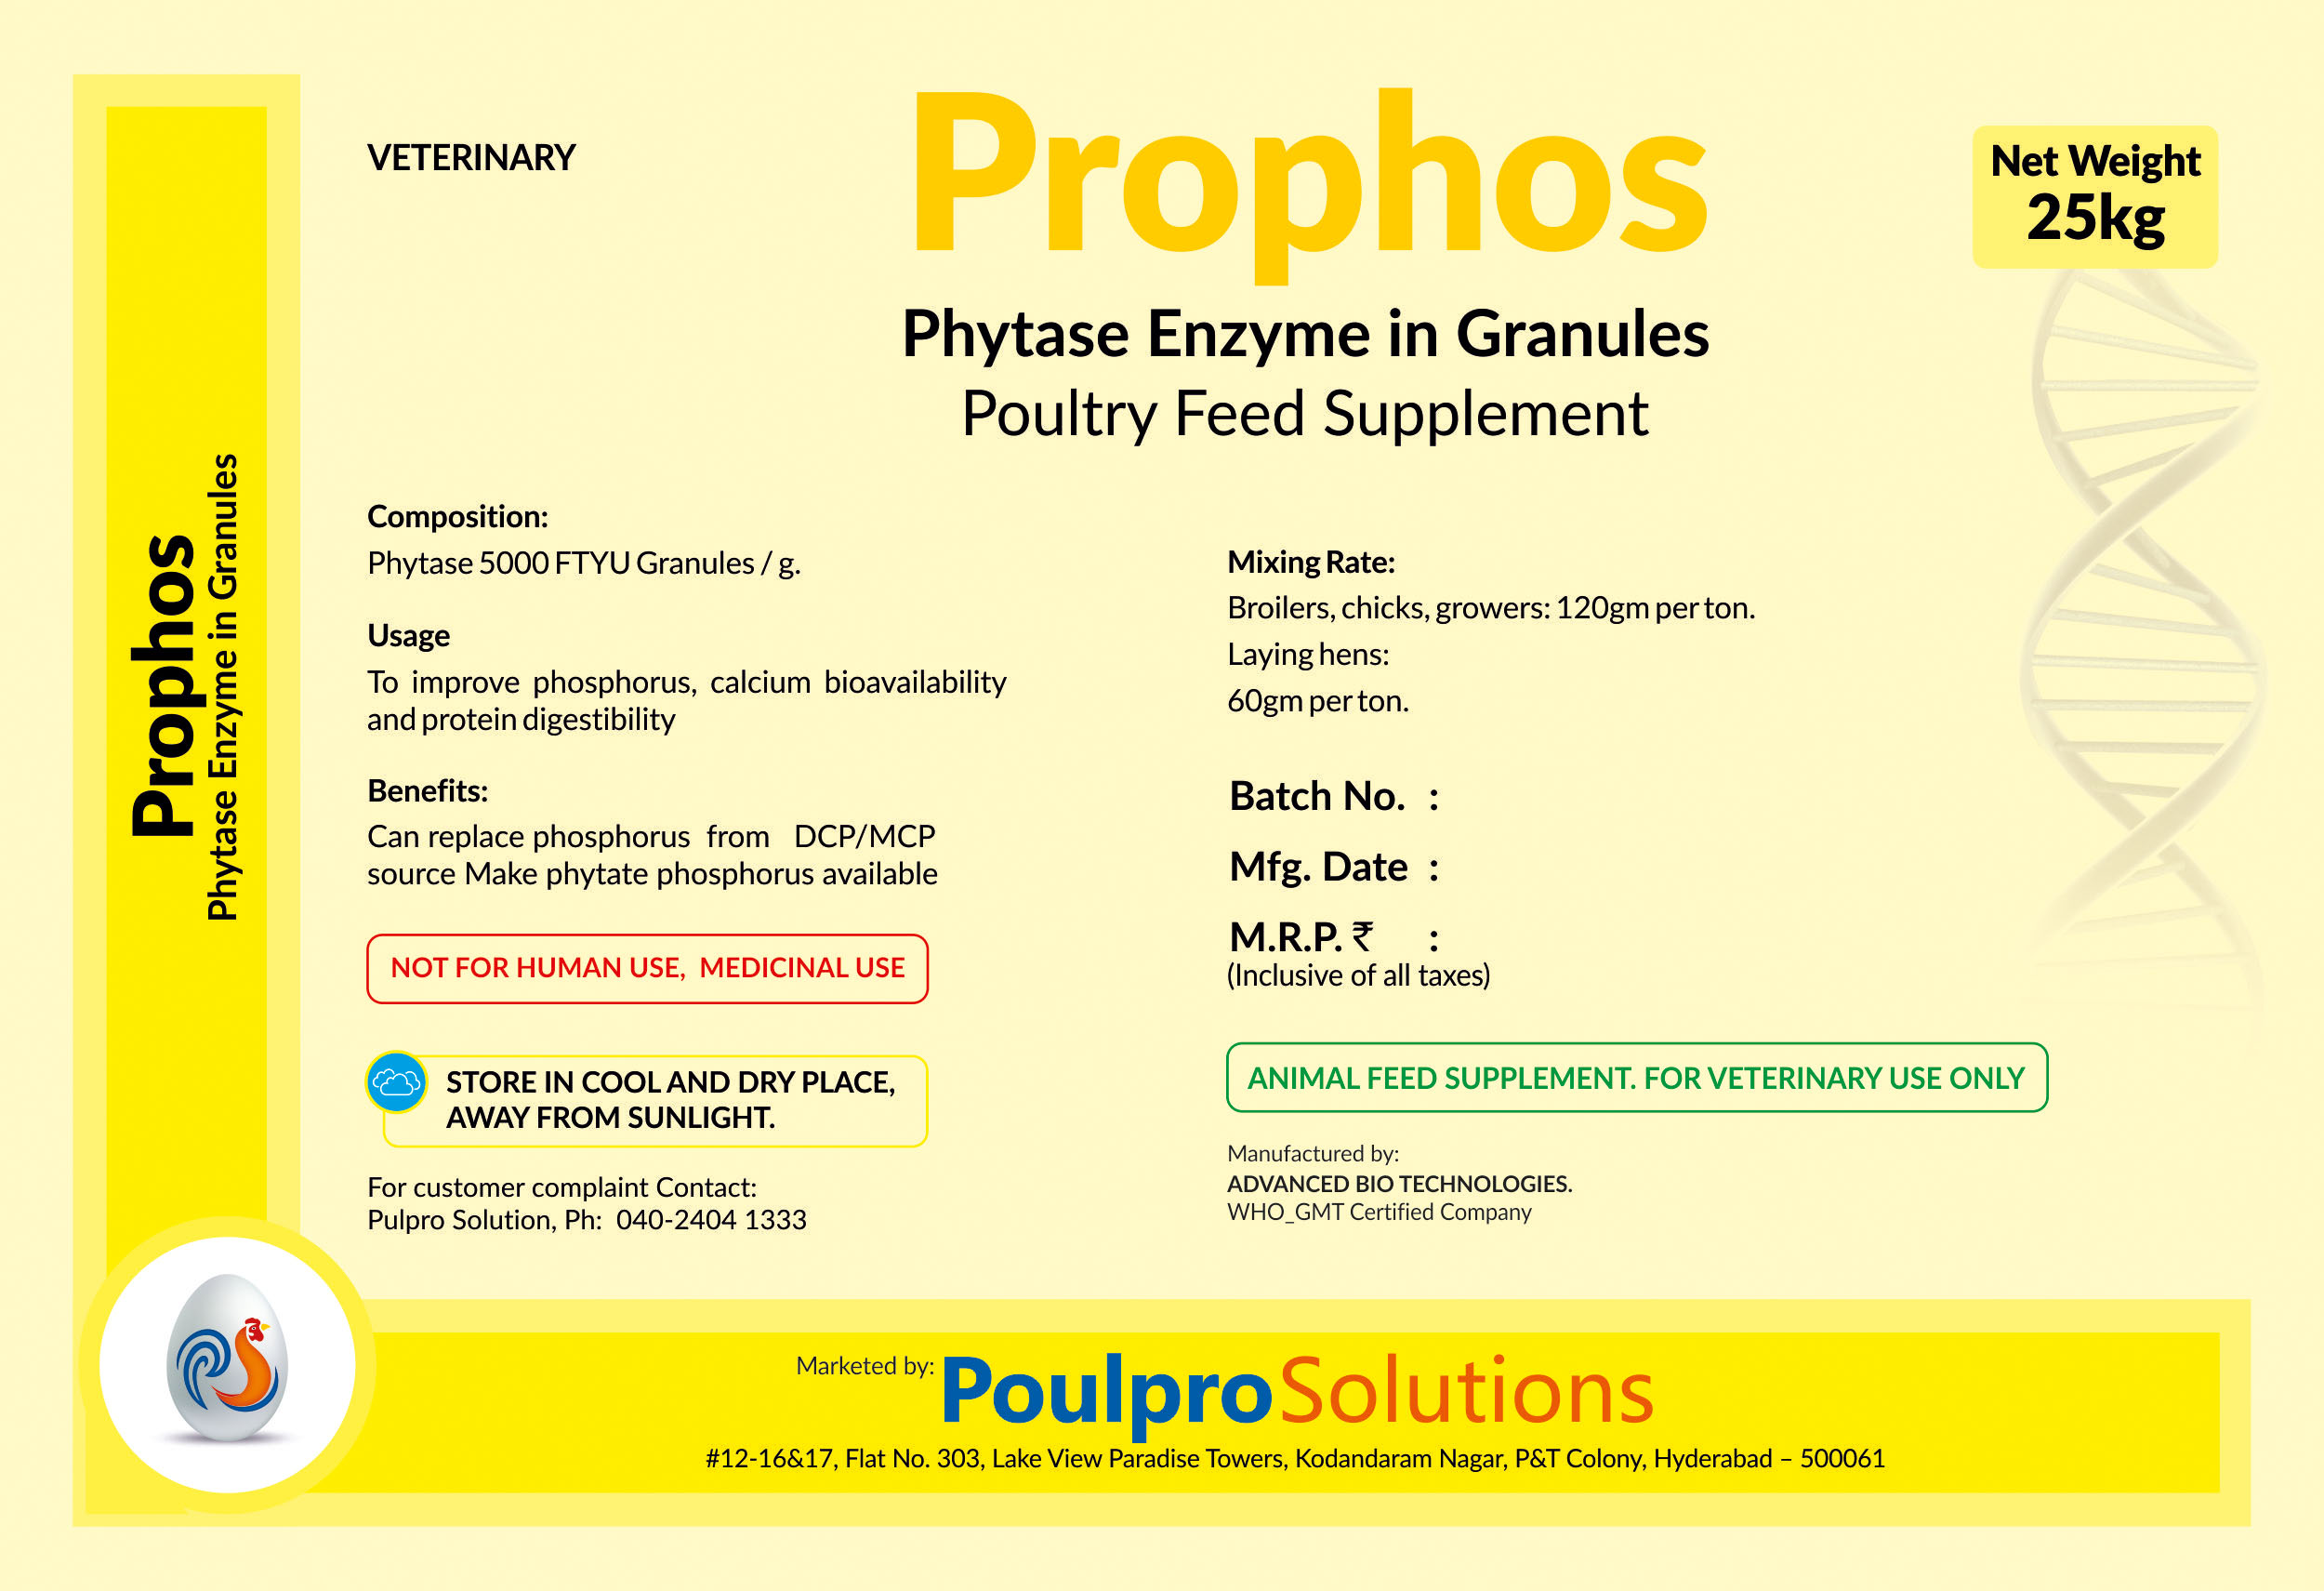 VETERINARY
Prophos
Phytase Enzyme in Granules
Poultry Feed Supplement
Net Weight
25kg
Prophos
Phytase Enzyme in Granules
Composition:
Phytase 5000 FTYU Granules / g.
Usage
To improve phosphorus, calcium bioavailability
and protein digestibility
Benefits:
Can replace phosphorus from DCP/MCP
source Make phytate phosphorus available
NOT FOR HUMAN USE, MEDICINAL USE
STORE IN COOL AND DRY PLACE,
AWAY FROM SUNLIGHT.
For customer complaint Contact:
Pulpro Solution, Ph: 040-2404 1333
Mixing Rate:
Broilers, chicks, growers: 120gm per ton.
Laying hens:
60gm per ton.
Batch No. :
Mfg. Date :
M.R.P. ₹ :
(Inclusive of all taxes)
ANIMAL FEED SUPPLEMENT. FOR VETERINARY USE ONLY
Manufactured by:
ADVANCED BIO TECHNOLOGIES.
WHO_GMT Certified Company
Marketed by: PoulproSolutions
#12-16&17, Flat No. 303, Lake View Paradise Towers, Kodandaram Nagar, P&T Colony, Hyderabad – 500061